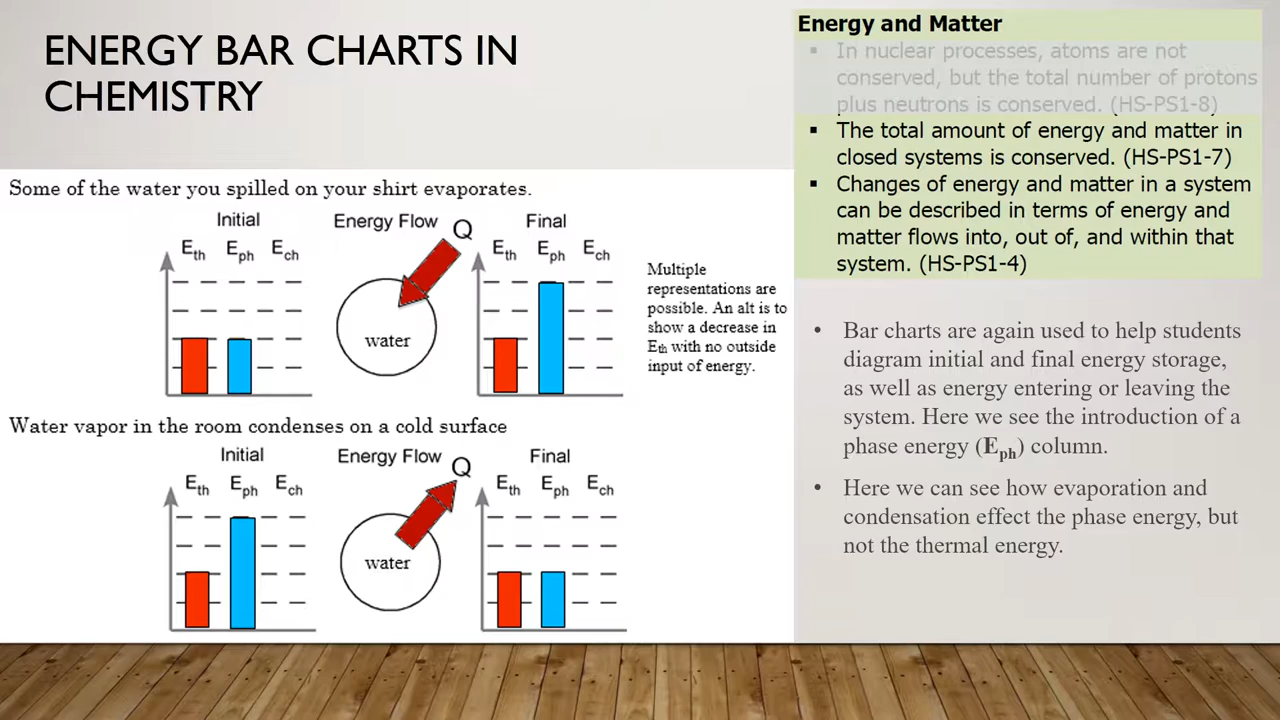 ENERGY BAR CHARTS IN
CHEMISTRY
Some of the water you spilled on your shirt evaporates.
Initial
Energy Flow
Q
Final
Eth Eph Ech
Eth Eph Ech
water
Multiple
representations are
possible. An alt is to
show a decrease in
Eth with no outside
input of energy.
Water vapor in the room condenses on a cold surface
Initial
Energy Flow
Q
Final
Eth Eph Ech
Eth Eph Ech
water
Energy and Matter
▪ In nuclear processes, atoms are not
conserved, but the total number of protons
plus neutrons is conserved. (HS-PS1-8)
▪ The total amount of energy and matter in
closed systems is conserved. (HS-PS1-7)
▪ Changes of energy and matter in a system
can be described in terms of energy and
matter flows into, out of, and within that
system. (HS-PS1-4)
• Bar charts are again used to help students
diagram initial and final energy storage,
as well as energy entering or leaving the
system. Here we see the introduction of a
phase energy (Eph) column.
• Here we can see how evaporation and
condensation effect the phase energy, but
not the thermal energy.